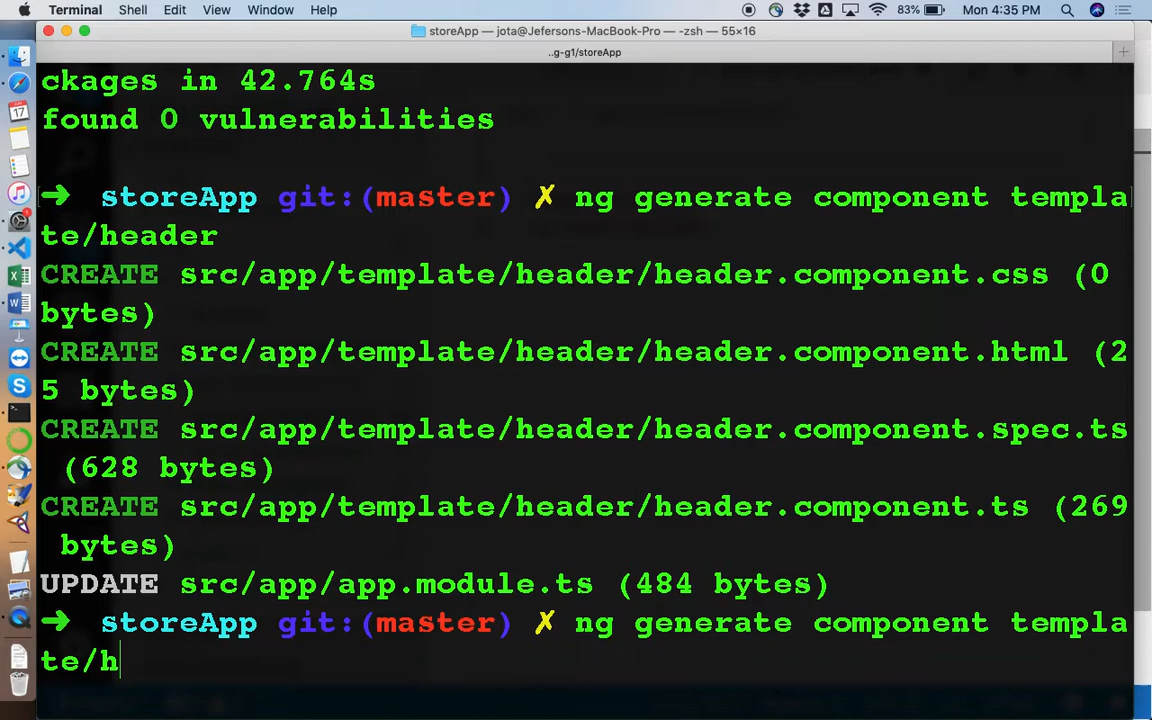 Terminal Shell Edit View Window Help 83% Mon 4:35 PM
storeApp — jota@Jefersons-MacBook-Pro — -zsh — 55×16
..g-g1/storeApp
ckages in 42.764s
found 0 vulnerabilities
➜ storeApp git:(master) ✗ ng generate component templa
te/header
CREATE src/app/template/header/header.component.css (0
bytes)
CREATE src/app/template/header/header.component.html (2
5 bytes)
CREATE src/app/template/header/header.component.spec.ts
(628 bytes)
CREATE src/app/template/header/header.component.ts (269
bytes)
UPDATE src/app/app.module.ts (484 bytes)
➜ storeApp git:(master) ✗ ng generate component templa
te/h